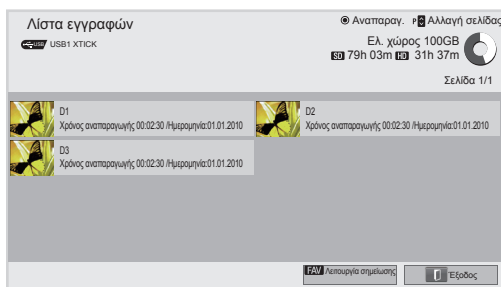 Λίστα εγγραφών
Αναπαραγ. P Αλλαγή σελίδας
USB USB1 XTICK
Ελ. χώρος 100GB
SD 79h 03m HD 31h 37m
Σελίδα 1/1
D1
Χρόνος αναπαραγωγής 00:02:30 /Ημερομηνία:01.01.2010
D2
Χρόνος αναπαραγωγής 00:02:30 /Ημερομηνία:01.01.2010
D3
Χρόνος αναπαραγωγής 00:02:30 /Ημερομηνία:01.01.2010
FAV Λειτουργία σημείωσης
Έξοδος